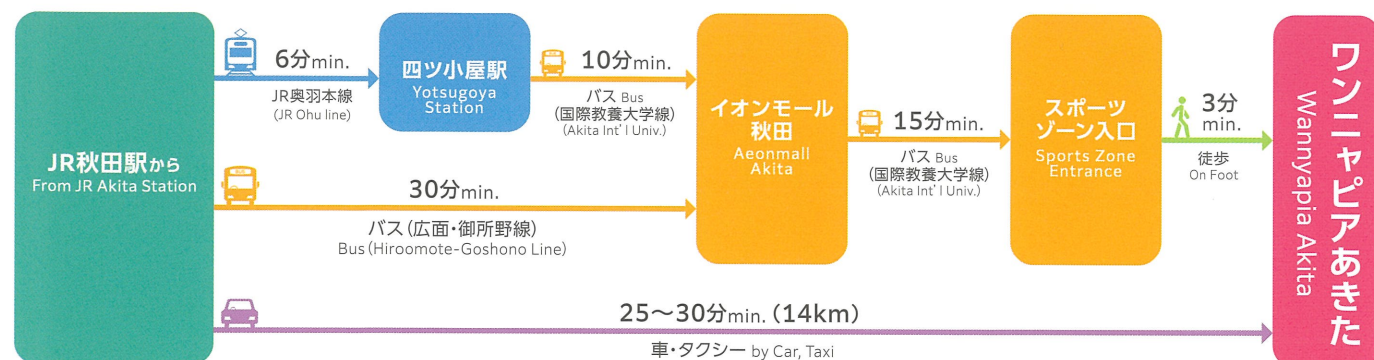 JR秋田駅から
From JR Akita Station
6分min.
JR奥羽本線
(JR Ohu line)
四ツ小屋駅
Yotsugoya
Station
10分min.
バス Bus
(国際教養大学線)
(Akita Int'l Univ.)
30分min.
バス(広面・御所野線)
Bus(Hiroomote-Goshono Line)
イオンモール
秋田
Aeonmall
Akita
15分min.
バス Bus
(国際教養大学線)
(Akita Int'l Univ.)
スポーツ
ゾーン入口
Sports Zone
Entrance
3分
min.
徒歩
On Foot
25〜30分min. (14km)
車・タクシー by Car, Taxi
ワンニャピアあきた
Wannyapia Akita